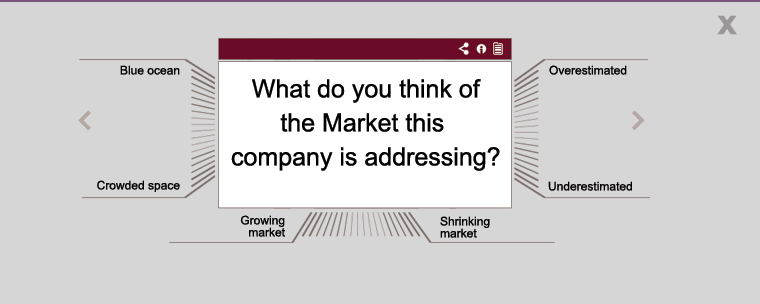 X
Blue ocean
Overestimated
What do you think of
the Market this
company is addressing?
Crowded space
Underestimated
Growing
market
Shrinking
market